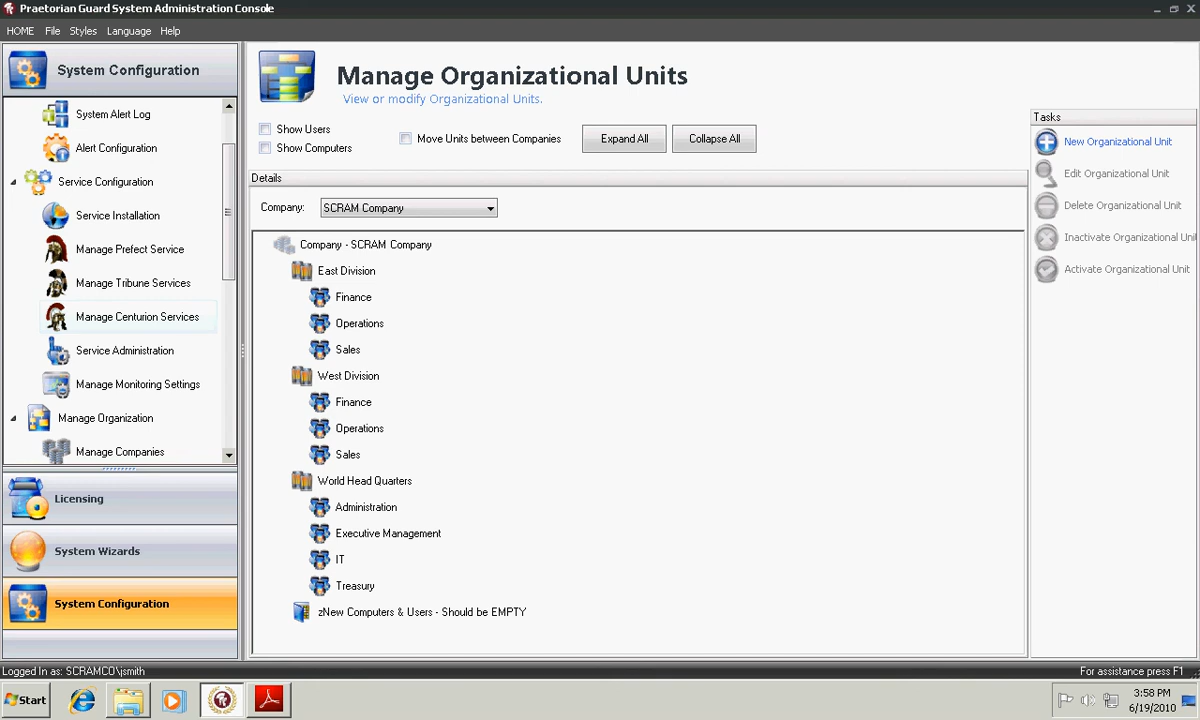 Praetorian Guard System Administration Console
HOME File Styles Language Help
System Configuration
System Alert Log
Alert Configuration
Service Configuration
Service Installation
Manage Prefect Service
Manage Tribune Services
Manage Centurion Services
Service Administration
Manage Monitoring Settings
Manage Organization
Manage Companies
Licensing
System Wizards
System Configuration
Manage Organizational Units
View or modify Organizational Units.
Show Users
Show Computers
Move Units between Companies
Expand All
Collapse All
Details
Company: SCRAM Company
Company - SCRAM Company
East Division
Finance
Operations
Sales
West Division
Finance
Operations
Sales
World Head Quarters
Administration
Executive Management
IT
Treasury
zNew Computers & Users - Should be EMPTY
Tasks
New Organizational Unit
Edit Organizational Unit
Delete Organizational Unit
Inactivate Organizational Uni
Activate Organizational Unit
Logged In as: SCRAMCO\jsmith
For assistance press F1
Start
3:58 PM
6/19/2010